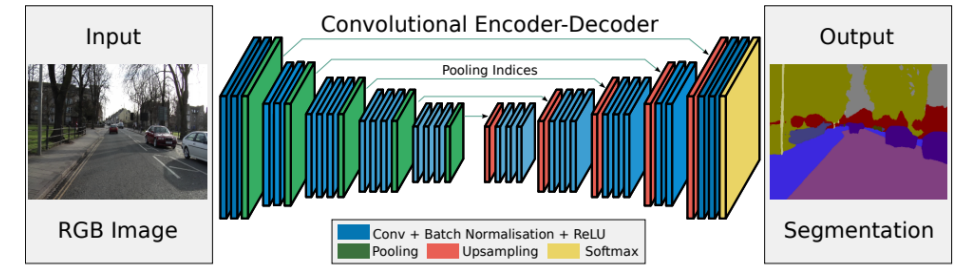 Input
Convolutional Encoder-Decoder
Output
Pooling Indices
RGB Image
Conv + Batch Normalisation + ReLU
Pooling
Upsampling
Softmax
Segmentation